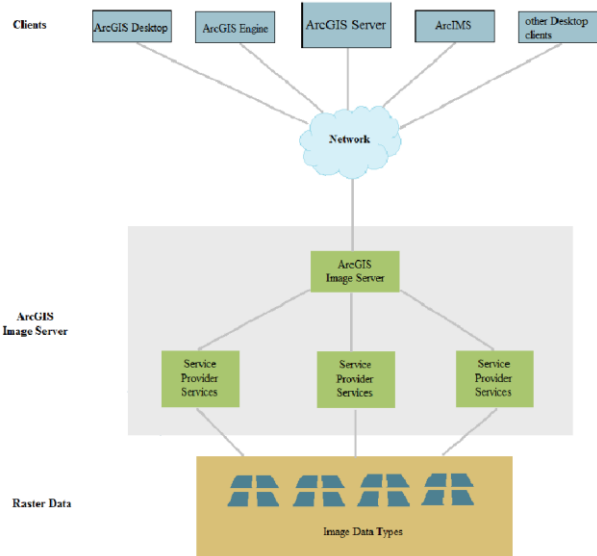 Clients
ArcGIS Desktop
ArcGIS Engine
ArcGIS Server
ArcIMS
other Desktop
clients
Network
ArcGIS
Image Server
ArcGIS
Image Server
Service
Provider
Services
Service
Provider
Services
Service
Provider
Services
Raster Data
Image Data Types